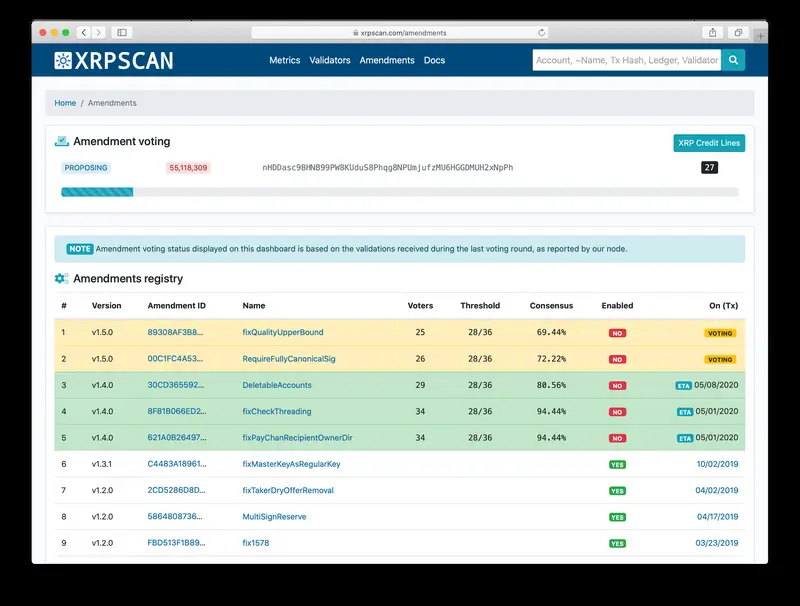 xrpscan.com/amendments
XRPSCAN Metrics Validators Amendments Docs Account, ~Name, Tx Hash, Ledger, Validator
Home / Amendments
Amendment voting XRP Credit Lines
PROPOSING 55,118,309 nHDDasc9BHNB99PW8KUduS8Phqg8NPUmjufzMU6HGGDMUH2xNpPh 27
NOTE Amendment voting status displayed on this dashboard is based on the validations received during the last voting round, as reported by our node.
Amendments registry
# Version Amendment ID Name Voters Threshold Consensus Enabled On (Tx)
1 v1.5.0 89308AF3B8... fixQualityUpperBound 25 28/36 69.44% NO VOTING
2 v1.5.0 00C1FC4A53... RequireFullyCanonicalSig 26 28/36 72.22% NO VOTING
3 v1.4.0 30CD365592... DeletableAccounts 29 28/36 80.56% NO ETA 05/08/2020
4 v1.4.0 8F81B066ED2... fixCheckThreading 34 28/36 94.44% NO ETA 05/01/2020
5 v1.4.0 621A0B26497... fixPayChanRecipientOwnerDir 34 28/36 94.44% NO ETA 05/01/2020
6 v1.3.1 C4483A18961... fixMasterKeyAsRegularKey YES 10/02/2019
7 v1.2.0 2CD5286D8D... fixTakerDryOfferRemoval YES 04/02/2019
8 v1.2.0 5864808736... MultiSignReserve YES 04/17/2019
9 v1.2.0 FBD513F1B89... fix1578 YES 03/23/2019